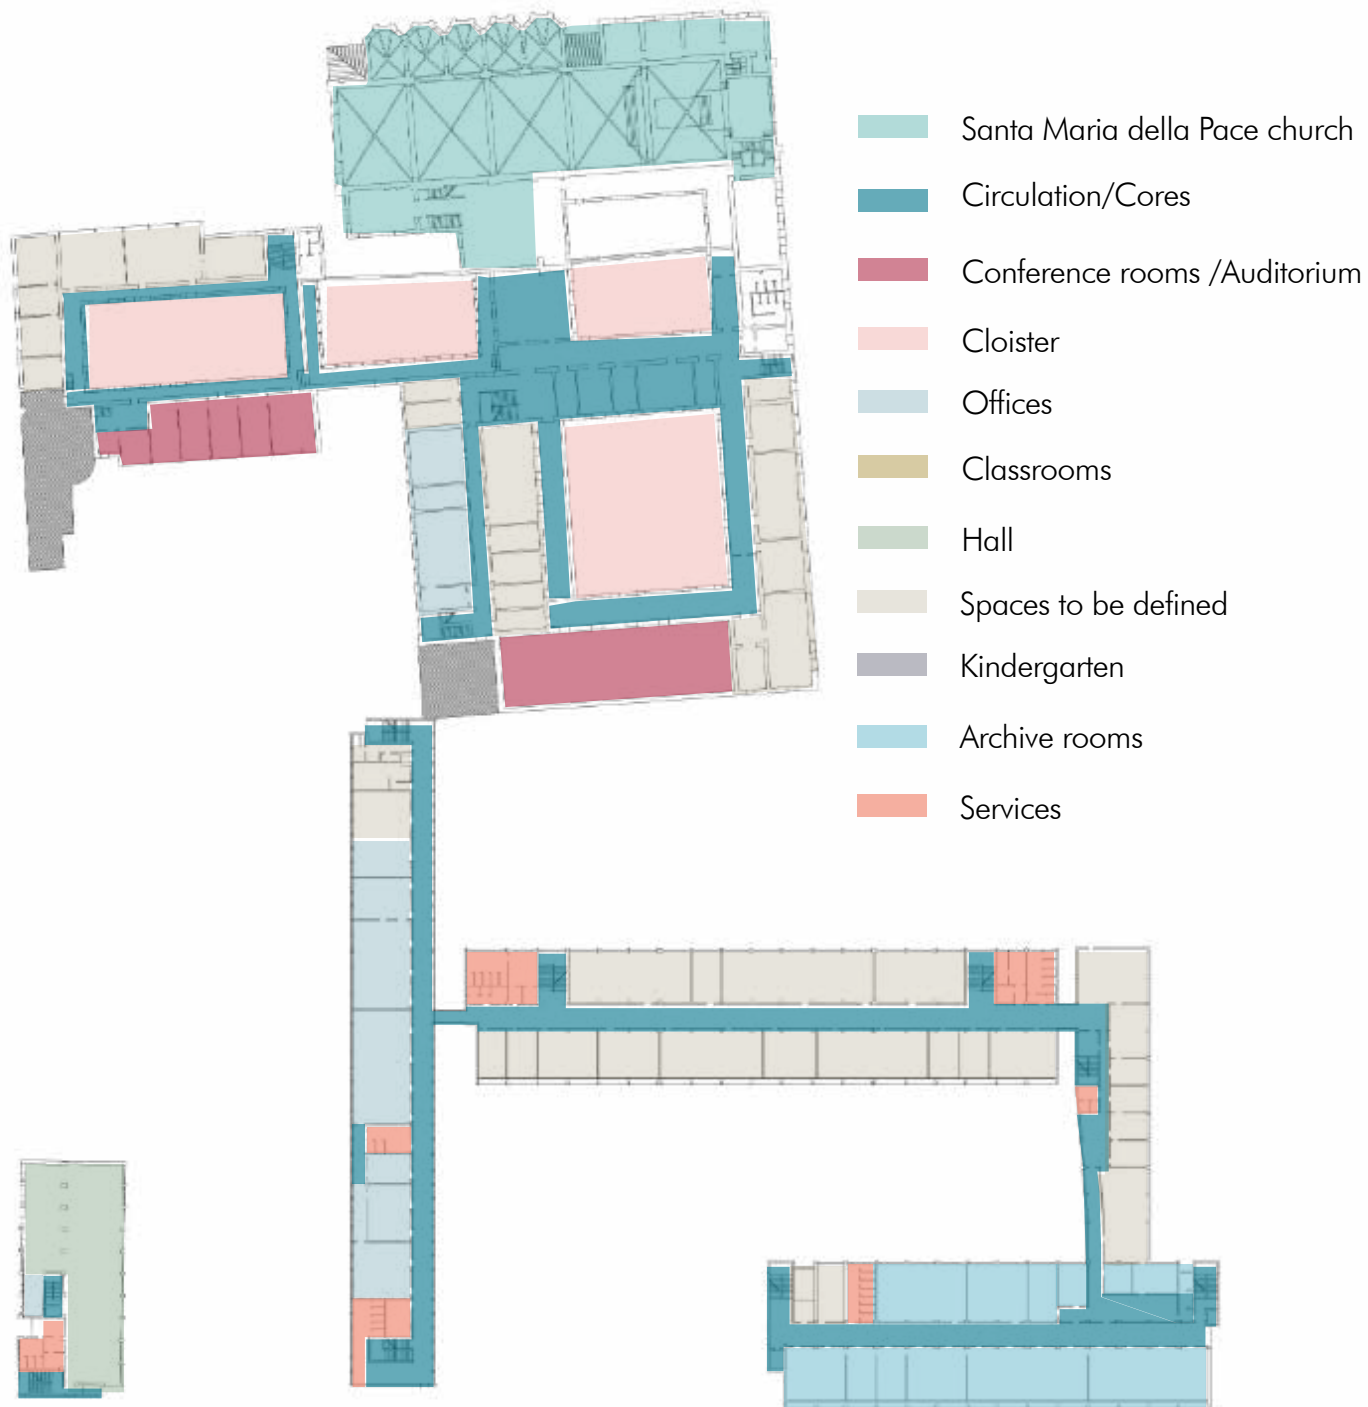 Santa Maria della Pace church
Circulation/Cores
Conference rooms /Auditorium
Cloister
Offices
Classrooms
Hall
Spaces to be defined
Kindergarten
Archive rooms
Services